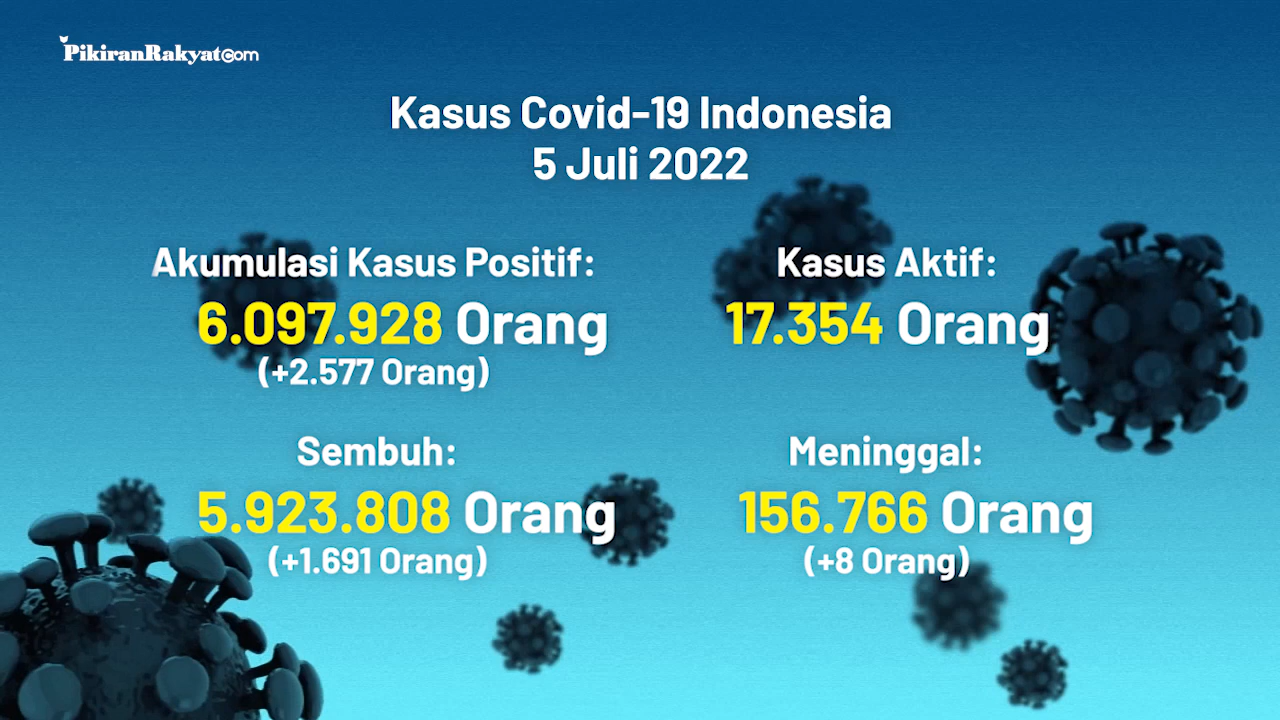 PikiranRakyat.com
Kasus Covid-19 Indonesia
5 Juli 2022
Akumulasi Kasus Positif:
6.097.928 Orang
(+2.577 Orang)
Kasus Aktif:
17.354 Orang
Sembuh:
5.923.808 Orang
(+1.691 Orang)
Meninggal:
156.766 Orang
(+8 Orang)